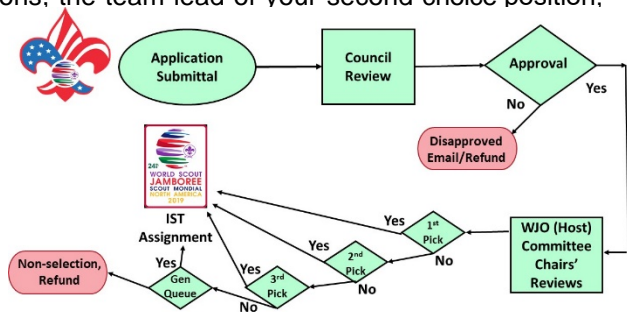 ons, the team lead of your second choice position,
Application
Submittal
Council
Review
Approval
Yes
No
Disapproved
Email/Refund
24th
WORLD SCOUT
JAMBOREE
SCOUT MONDIAL
NORTH AMERICA
2019
IST
Assignment
Yes
1st
Pick
No
WJO (Host)
Committee
Chairs'
Reviews
Yes
2nd
Pick
No
Yes
3rd
Pick
No
Yes
Gen
Queue
Non-selection,
Refund